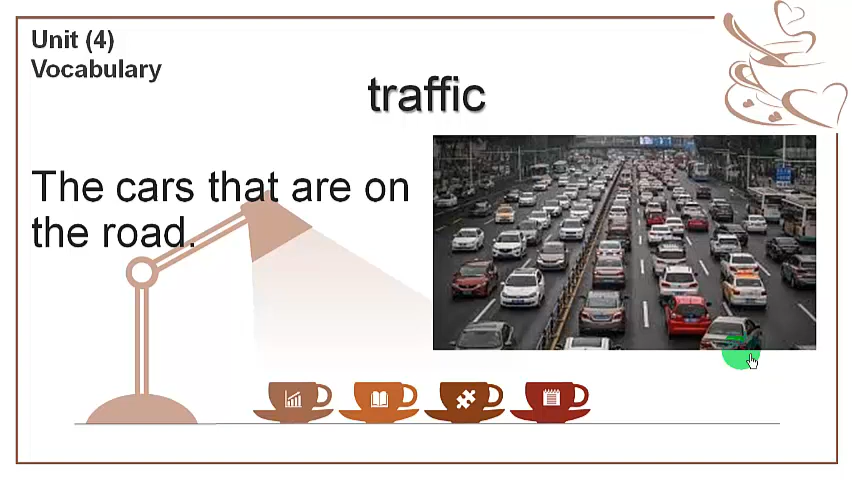 Unit (4)
Vocabulary
traffic
The cars that are on
the road.